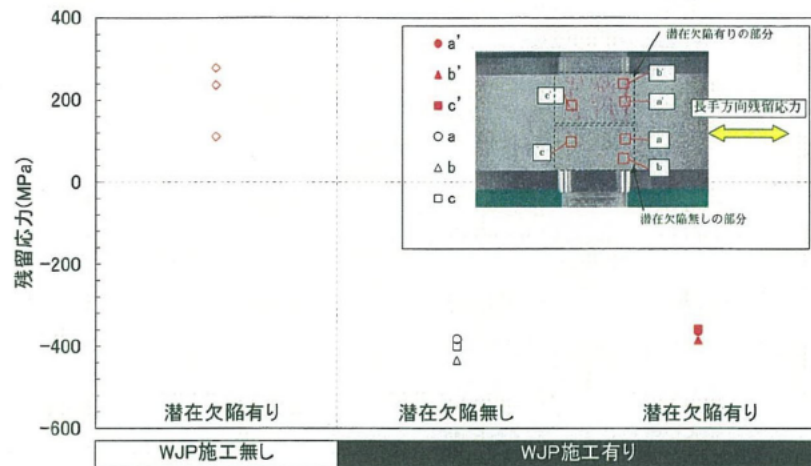 400
200
0
-200
-400
-600
残留応力(MPa)
a'
b'
c'
a
b
c
潜在欠陥有りの部分
b'
c'
a'
長手方向残留応力
a
c
b
潜在欠陥無しの部分
潜在欠陥有り
潜在欠陥無し
潜在欠陥有り
WJP施工無し
WJP施工有り